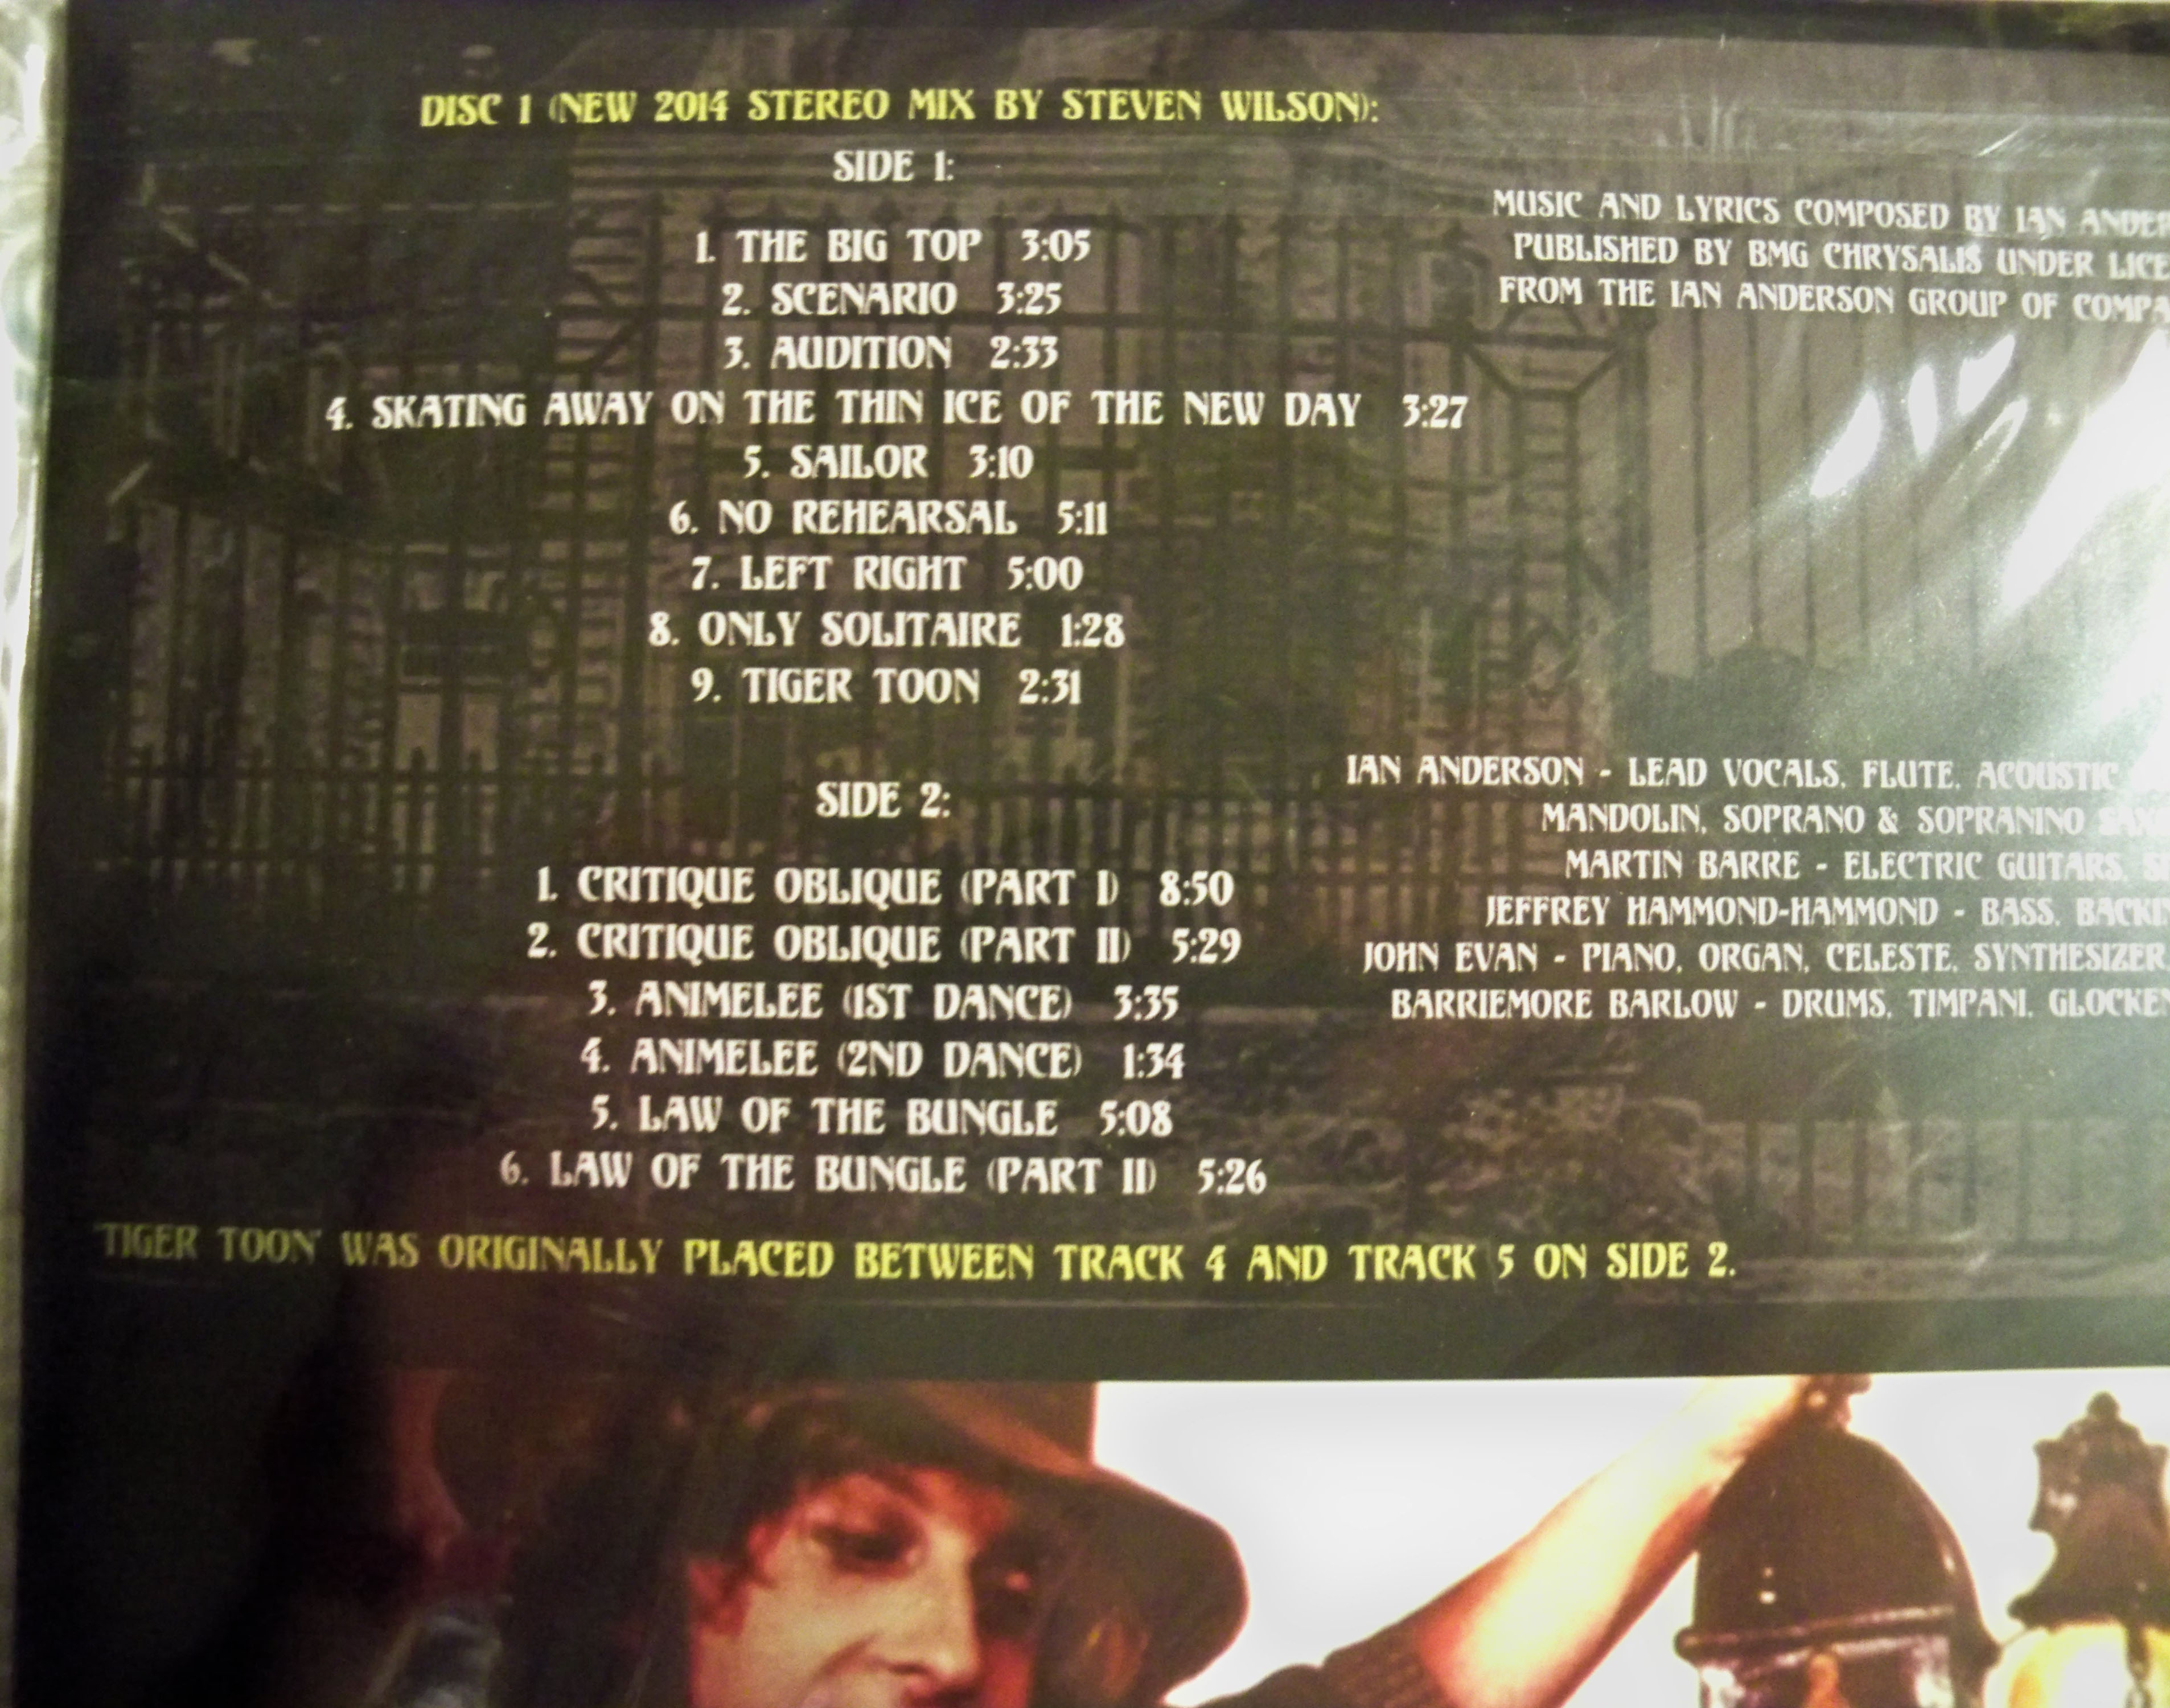 DISC 1 (NEW 2014 STEREO MIX BY STEVEN WILSON):
SIDE 1:
1. THE BIG TOP 3:05
2. SCENARIO 3:25
3. AUDITION 2:33
4. SKATING AWAY ON THE THIN ICE OF THE NEW DAY 3:27
5. SAILOR 3:10
6. NO REHEARSAL 5:11
7. LEFT RIGHT 5:00
8. ONLY SOLITAIRE 1:28
9. TIGER TOON 2:31
SIDE 2:
1. CRITIQUE OBLIQUE (PART I) 8:50
2. CRITIQUE OBLIQUE (PART II) 5:29
3. ANIMELEE (1ST DANCE) 3:35
4. ANIMELEE (2ND DANCE) 1:34
5. LAW OF THE BUNGLE 5:08
6. LAW OF THE BUNGLE (PART II) 5:26
'TIGER TOON' WAS ORIGINALLY PLACED BETWEEN TRACK 4 AND TRACK 5 ON SIDE 2.
MUSIC AND LYRICS COMPOSED BY IAN
PUBLISHED BY BMG CHRYSALIS UNDER
FROM THE IAN ANDERSON GROUP OF
IAN ANDERSON - LEAD VOCALS, FLUTE, ACOUSTIC
MANDOLIN, SOPRANO & SOPRANINO
MARTIN BARRE - ELECTRIC GUITARS,
JEFFREY HAMMOND-HAMMOND - BASS,
JOHN EVAN - PIANO, ORGAN, CELESTE, SYNTHESIZER
BARRIEMORE BARLOW - DRUMS, TIMPANI,